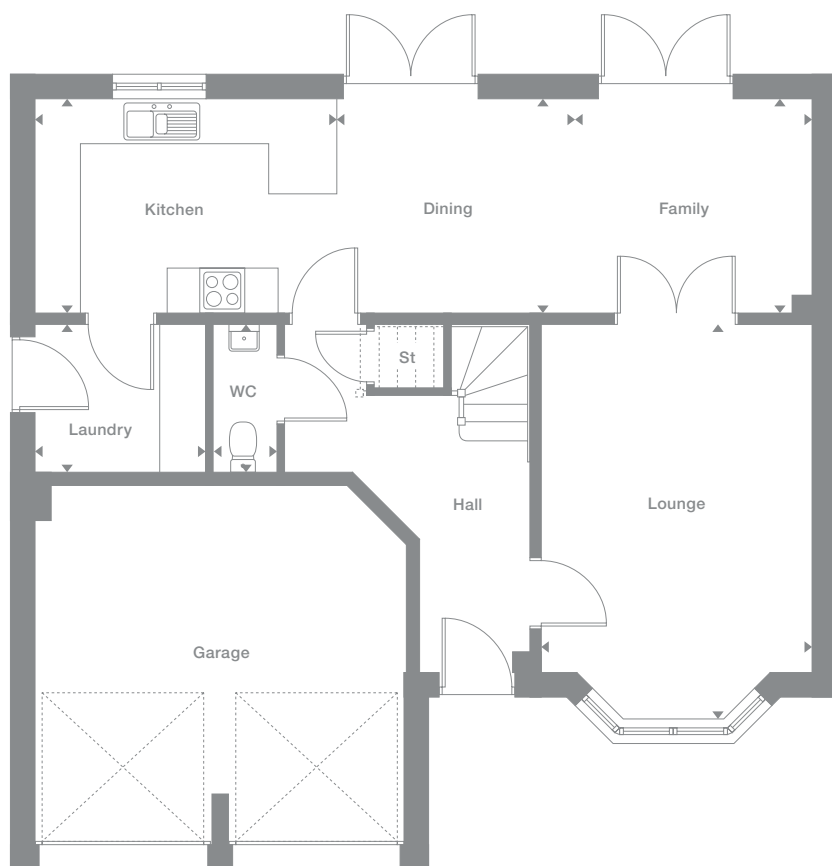 Kitchen
Dining
Family
St
WC
Laundry
Hall
Lounge
Garage